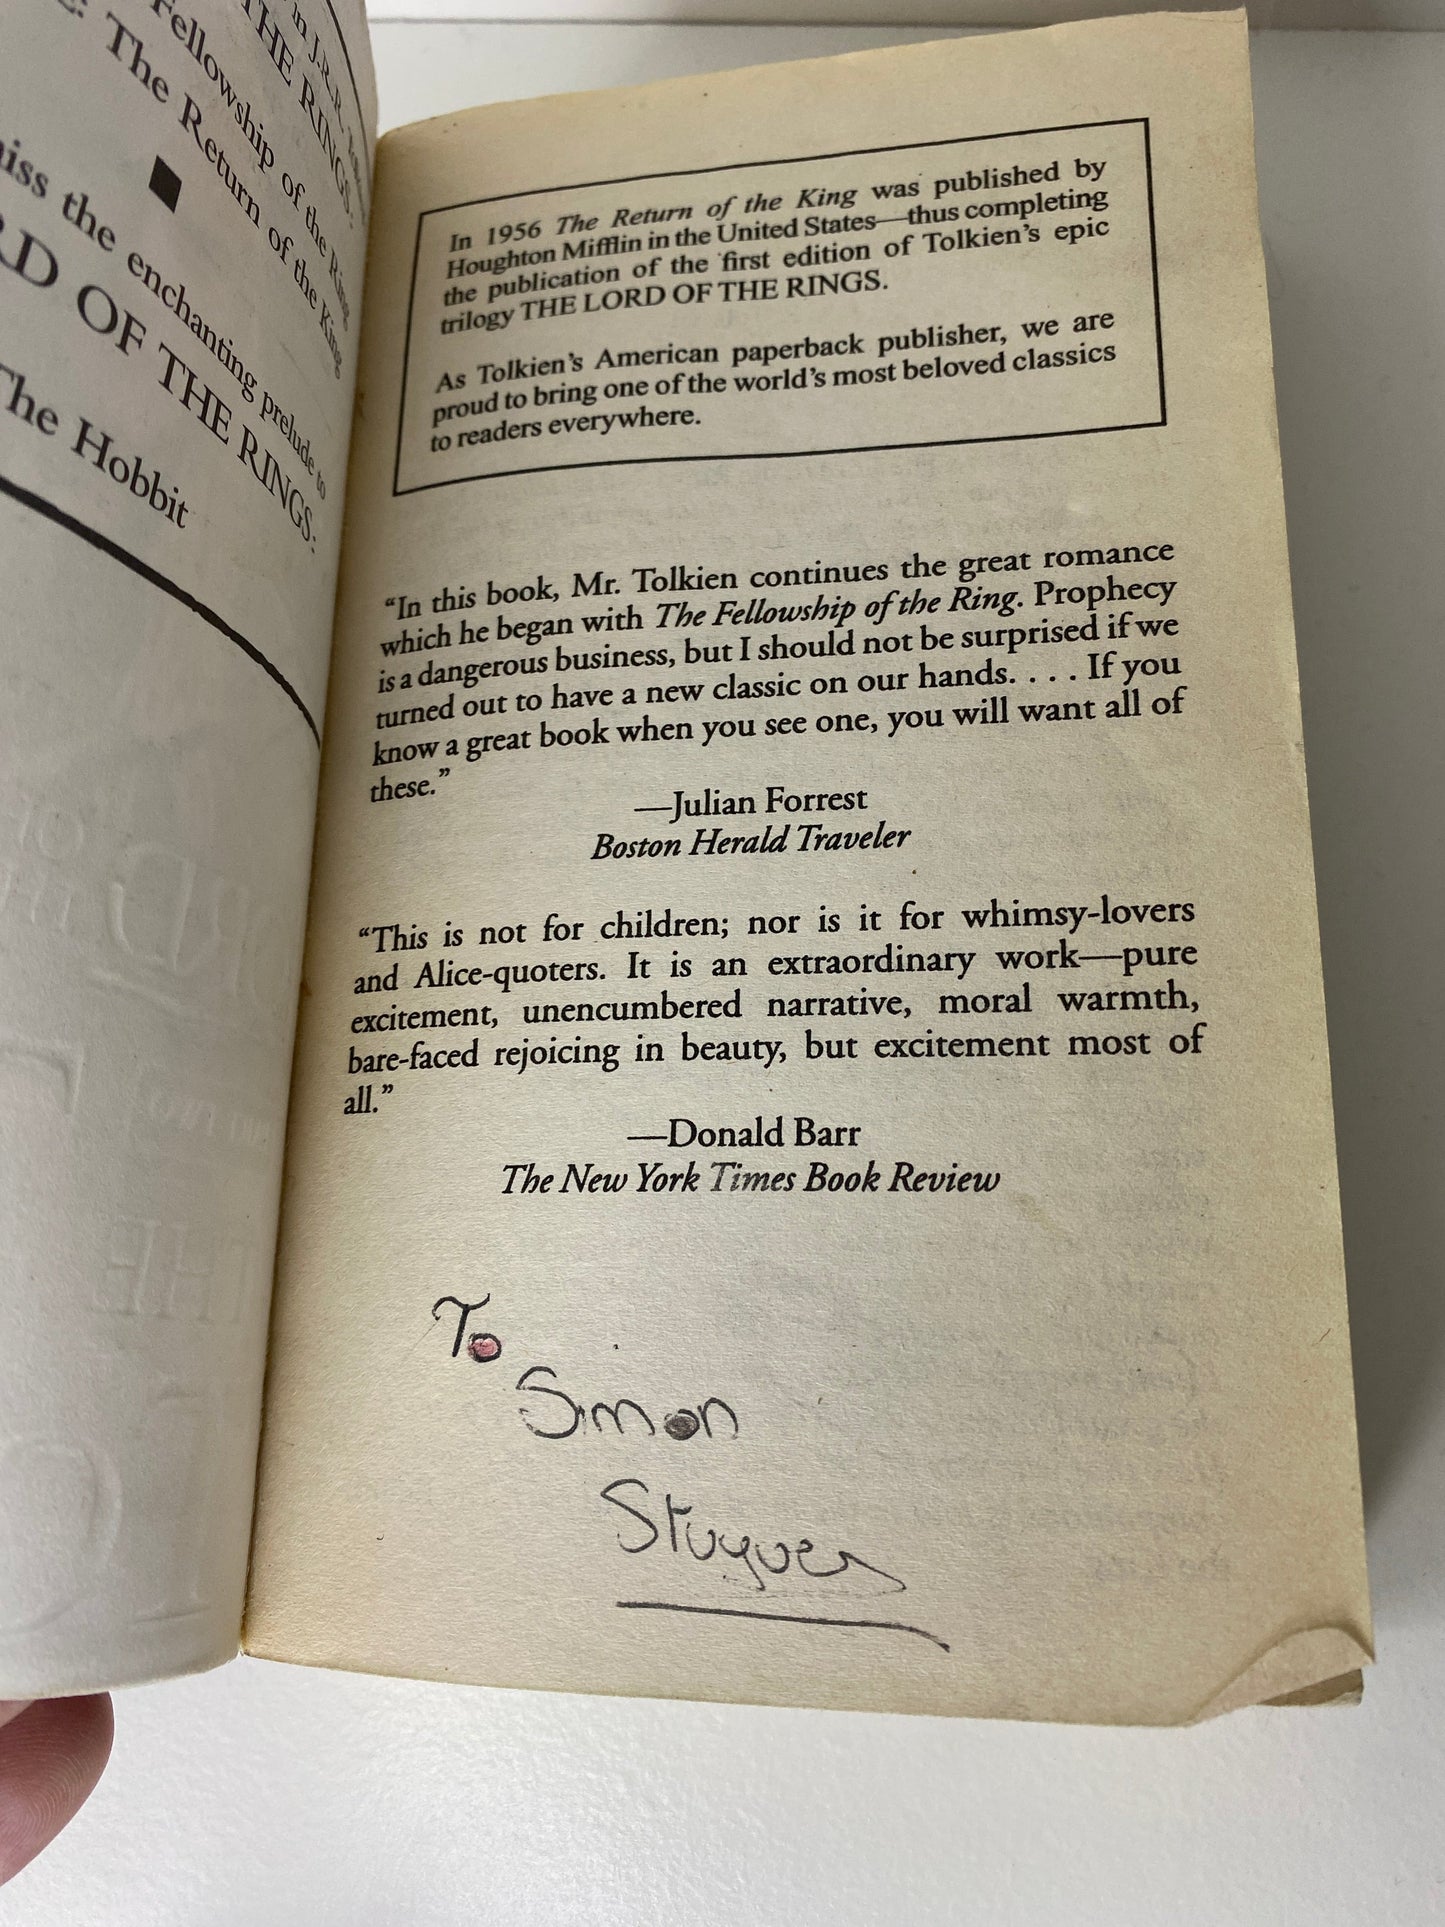 in J.R.R.
THE RINGS:
Fellowship of the Ring
The Return of the King
miss the enchanting prelude to
RD OF THE RINGS:
The Hobbit
In 1956 The Return of the King was published by
Houghton Mifflin in the United States—thus completing
the publication of the first edition of Tolkien's epic
trilogy THE LORD OF THE RINGS.
As Tolkien's American paperback publisher, we are
proud to bring one of the world's most beloved classics
to readers everywhere.
“In this book, Mr. Tolkien continues the great romance
which he began with The Fellowship of the Ring. Prophecy
is a dangerous business, but I should not be surprised if we
turned out to have a new classic on our hands. . . . If you
know a great book when you see one, you will want all of
these.”
—Julian Forrest
Boston Herald Traveler
“This is not for children; nor is it for whimsy-lovers
and Alice-quoters. It is an extraordinary work—pure
excitement, unencumbered narrative, moral warmth,
bare-faced rejoicing in beauty, but excitement most of
all.”
—Donald Barr
The New York Times Book Review
To
Simon